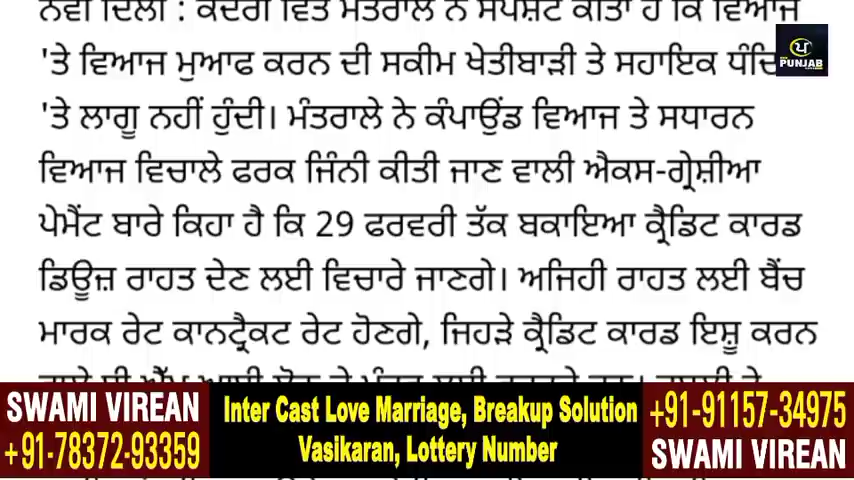 ਨਵੀਂ ਦਿੱਲੀ : ਕੇਂਦਰੀ ਵਿੱਤ ਮੰਤਰਾਲੇ ਨੇ ਸਪੱਸ਼ਟ ਕੀਤਾ ਹੈ ਕਿ ਵਿਆਜ
'ਤੇ ਵਿਆਜ ਮੁਆਫ ਕਰਨ ਦੀ ਸਕੀਮ ਖੇਤੀਬਾੜੀ ਤੇ ਸਹਾਇਕ
PUNJAB
'ਤੇ ਲਾਗੂ ਨਹੀਂ ਹੁੰਦੀ। ਮੰਤਰਾਲੇ ਨੇ ਕੰਪਾਉਂਡ ਵਿਆਜ ਤੇ ਸਧਾਰਨ
ਵਿਆਜ ਵਿਚਾਲੇ ਫਰਕ ਜਿੰਨੀ ਕੀਤੀ ਜਾਣ ਵਾਲੀ ਐਕਸ-ਗ੍ਰੇਸ਼ੀਆ
ਪੇਮੈਂਟ ਬਾਰੇ ਕਿਹਾ ਹੈ ਕਿ 29 ਫਰਵਰੀ ਤੱਕ ਬਕਾਇਆ ਕ੍ਰੈਡਿਟ ਕਾਰਡ
ਡਿਊਜ਼ ਰਾਹਤ ਦੇਣ ਲਈ ਵਿਚਾਰੇ ਜਾਣਗੇ। ਅਜਿਹੀ ਰਾਹਤ ਲਈ ਬੈਂਚ
ਮਾਰਕ ਰੇਟ ਕਾਨਟ੍ਰੈਕਟ ਰੇਟ ਹੋਣਗੇ, ਜਿਹੜੇ ਕ੍ਰੈਡਿਟ ਕਾਰਡ ਇਸ਼ੂ ਕਰਨ
SWAMI VIREAN
+91-78372-93359
Inter Cast Love Marriage, Breakup Solution
Vasikaran, Lottery Number
+91-91157-34975
SWAMI VIREAN